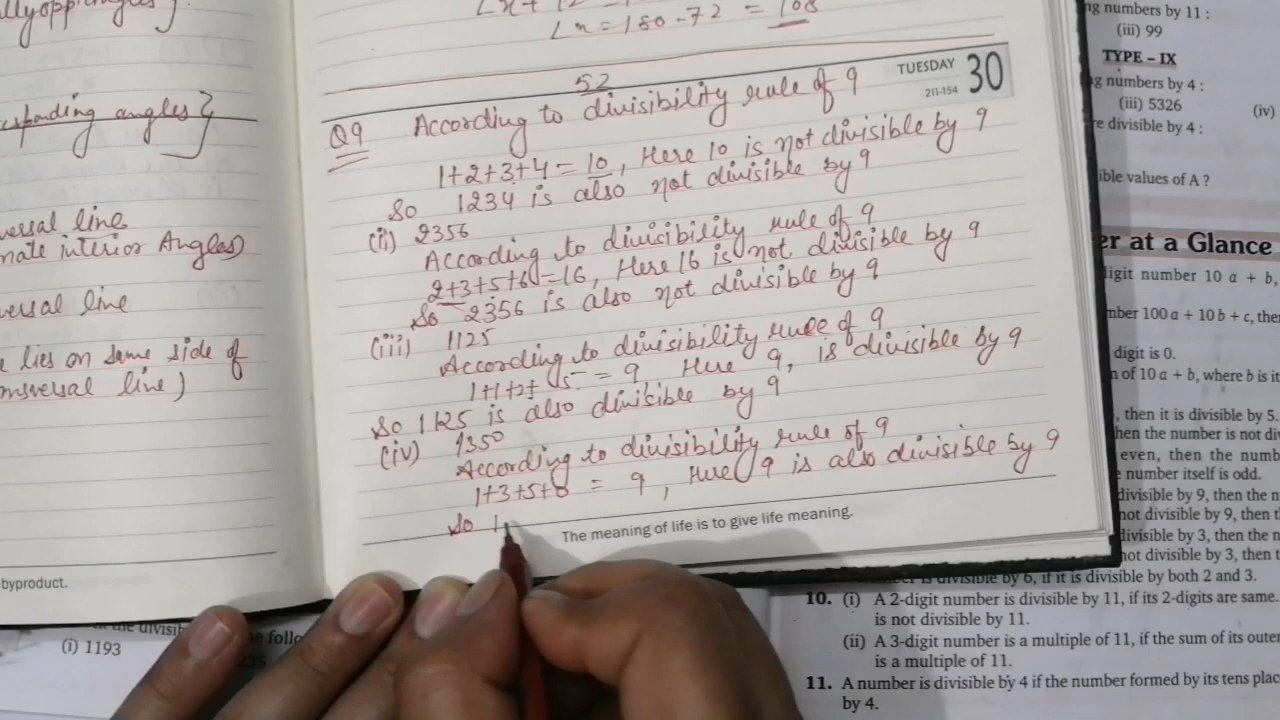 lly opp. angles }
sponding angles }
versal line
nate interior Angles)
versal line
e lies on same side of
nsversal line)
byproduct.
∠x+
∠x = 180-72 = 108
52
TUESDAY 30
211-154
Q9 According to divisibility rule of 9
1+2+3+4 = 10, Here 10 is not divisible by 9
So 1234 is also not divisible by 9
(ii) 2356
According to divisibility rule of 9
2+3+5+6 = 16, Here 16 is not divisible by 9
So 2356 is also not divisible by 9
(iii) 1125
According to divisibility rule of 9
1+1+2+5 = 9 Here 9, is divisible by 9
So 1125 is also divisible by 9
(iv) 1350
According to divisibility rule of 9
1+3+5+0 = 9, Here 9 is also divisible by 9
So 1
The meaning of life is to give life meaning.
(i) 1193
e follo
ng numbers by 11 :
(iii) 99
TYPE – IX
g numbers by 4 :
(iii) 5326 (iv)
re divisible by 4 :
ible values of A ?
er at a Glance
digit number 10 a + b,
mber 100 a + 10 b + c, the
digit is 0.
n of 10 a + b, where b is it
, then it is divisible by 5.
hen the number is not di
even, then the numb
e number itself is odd.
divisible by 9, then the n
not divisible by 9, then t
divisible by 3, then the n
not divisible by 3, then t
is divisible by 6, if it is divisible by both 2 and 3.
10. (i) A 2-digit number is divisible by 11, if its 2-digits are same.
is not divisible by 11.
(ii) A 3-digit number is a multiple of 11, if the sum of its outer
is a multiple of 11.
11. A number is divisible by 4 if the number formed by its tens plac
by 4.